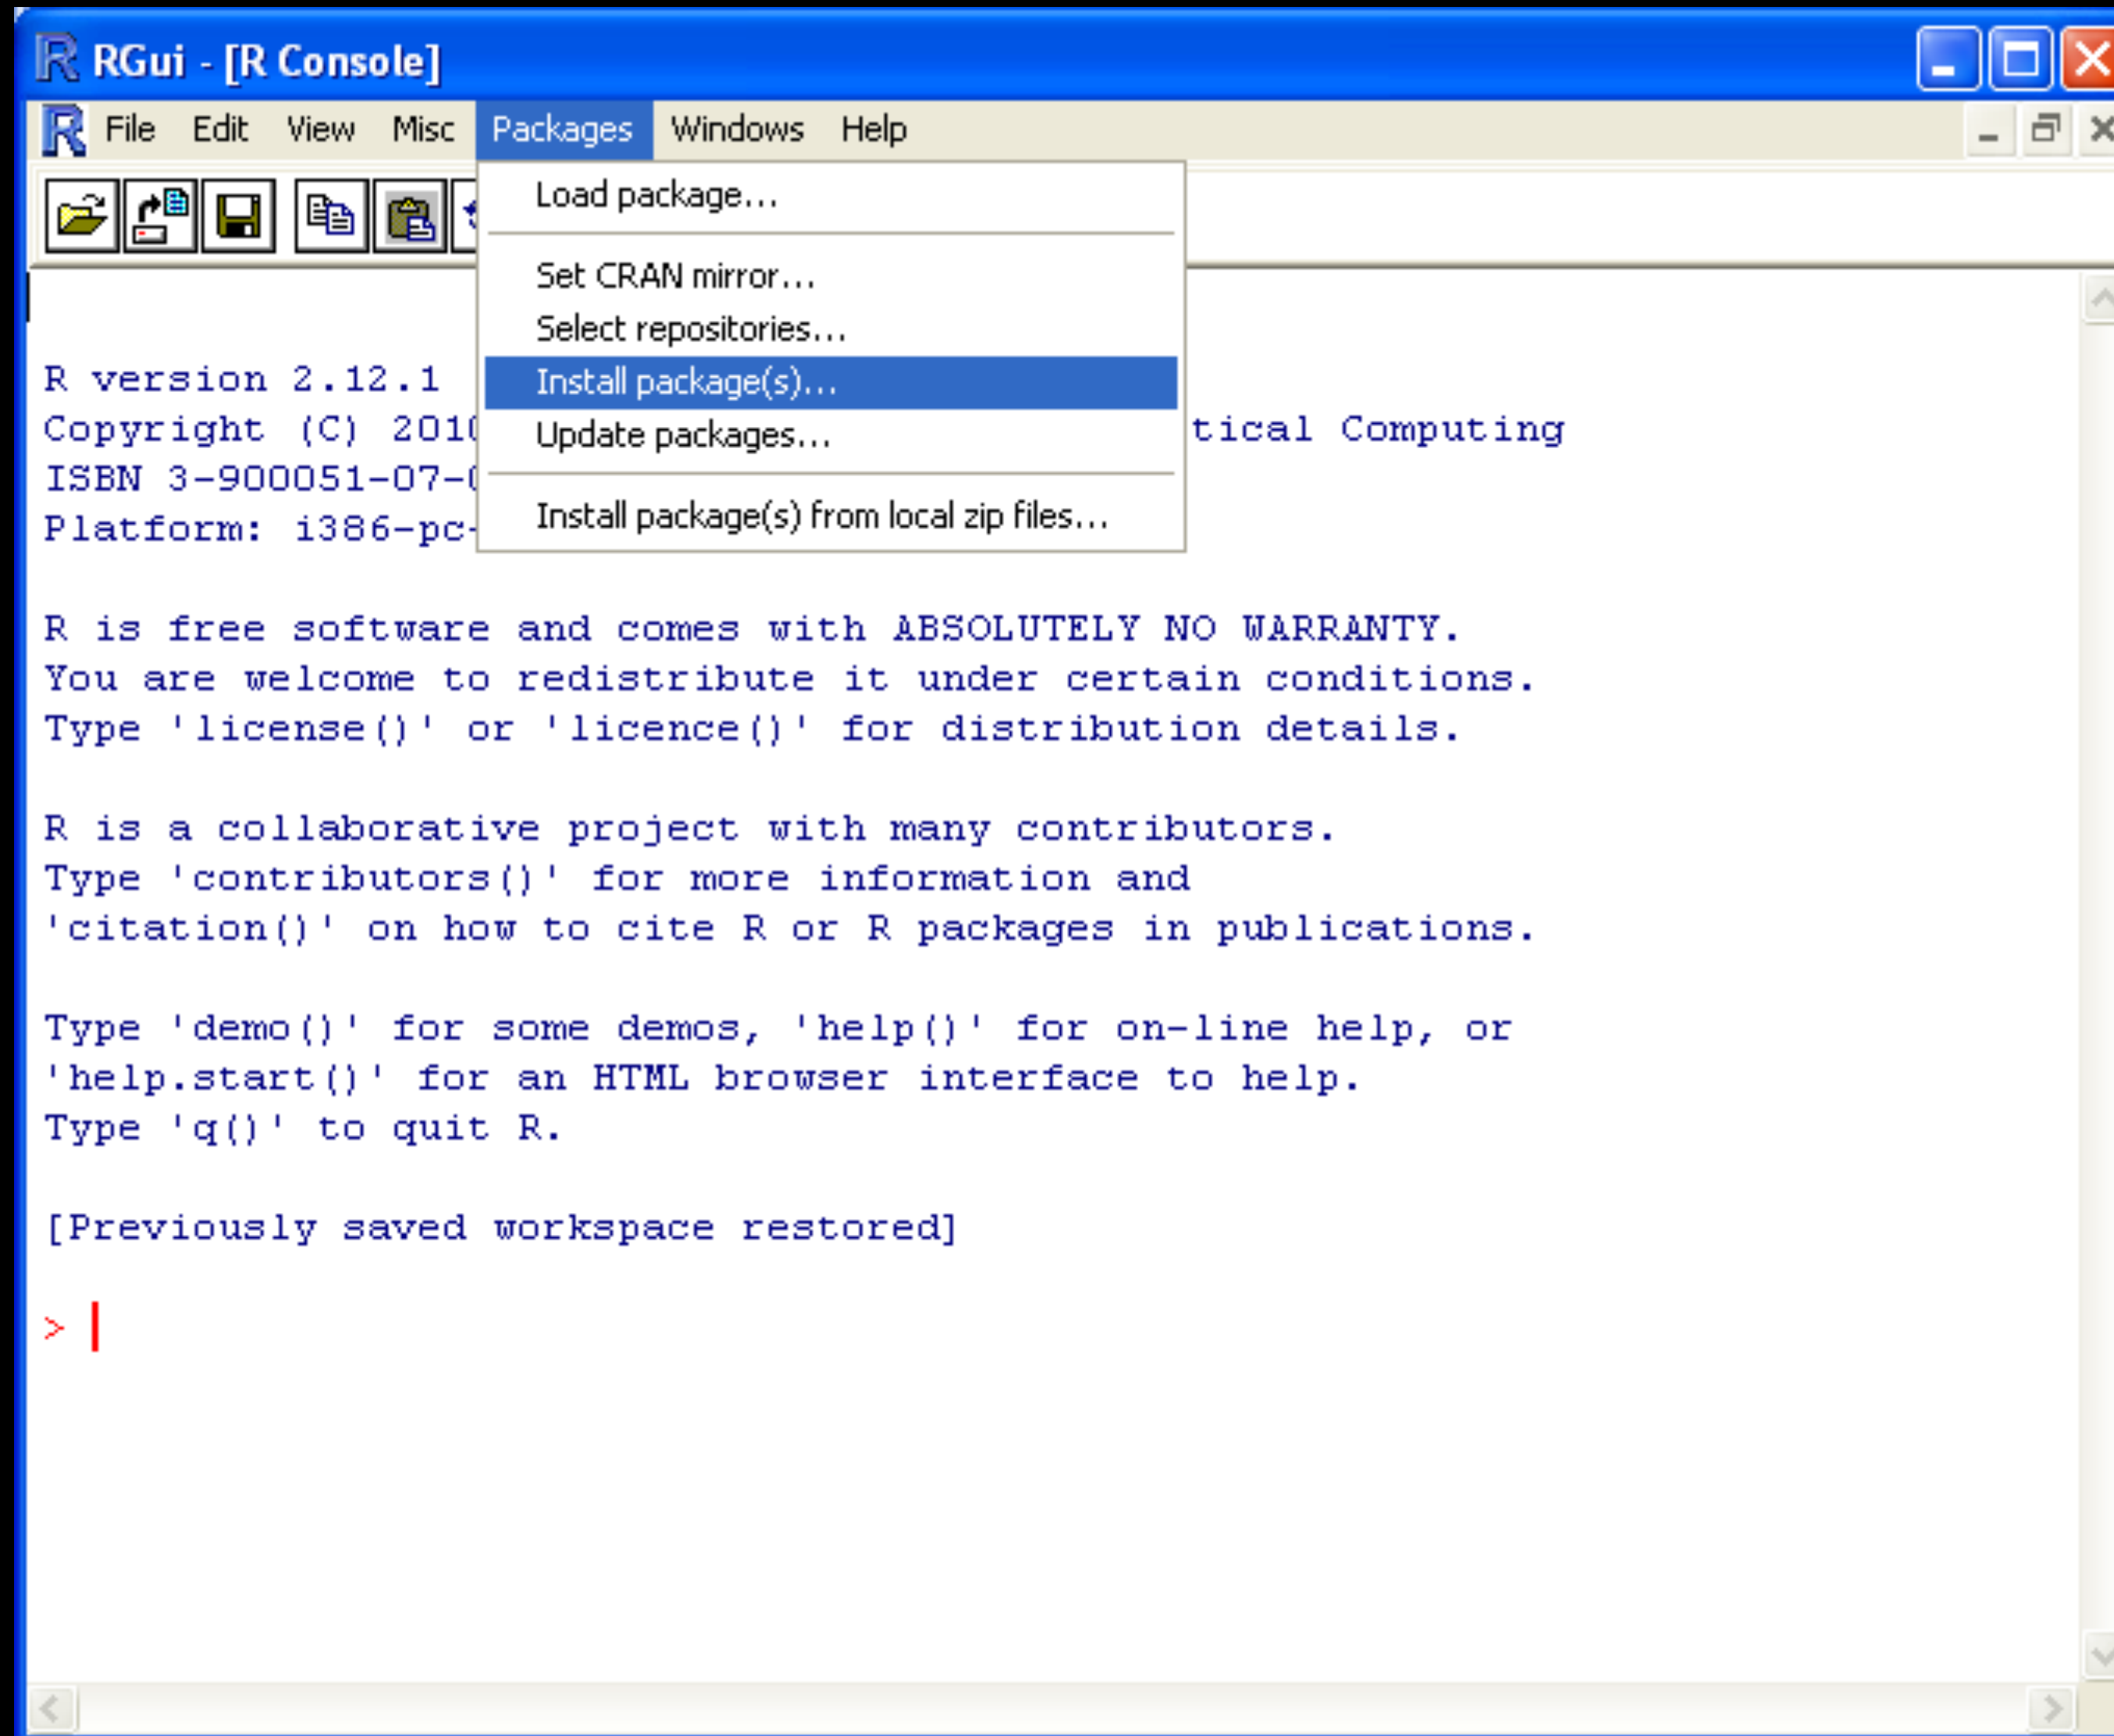 RGui - [R Console]
File Edit View Misc Packages Windows Help
Load package...
Set CRAN mirror...
Select repositories...
Install package(s)...
Update packages...
Install package(s) from local zip files...
R version 2.12.1
Copyright (C) 2010 tical Computing
ISBN 3-900051-07-0
Platform: i386-pc-
R is free software and comes with ABSOLUTELY NO WARRANTY.
You are welcome to redistribute it under certain conditions.
Type 'license()' or 'licence()' for distribution details.
R is a collaborative project with many contributors.
Type 'contributors()' for more information and
'citation()' on how to cite R or R packages in publications.
Type 'demo()' for some demos, 'help()' for on-line help, or
'help.start()' for an HTML browser interface to help.
Type 'q()' to quit R.
[Previously saved workspace restored]
>